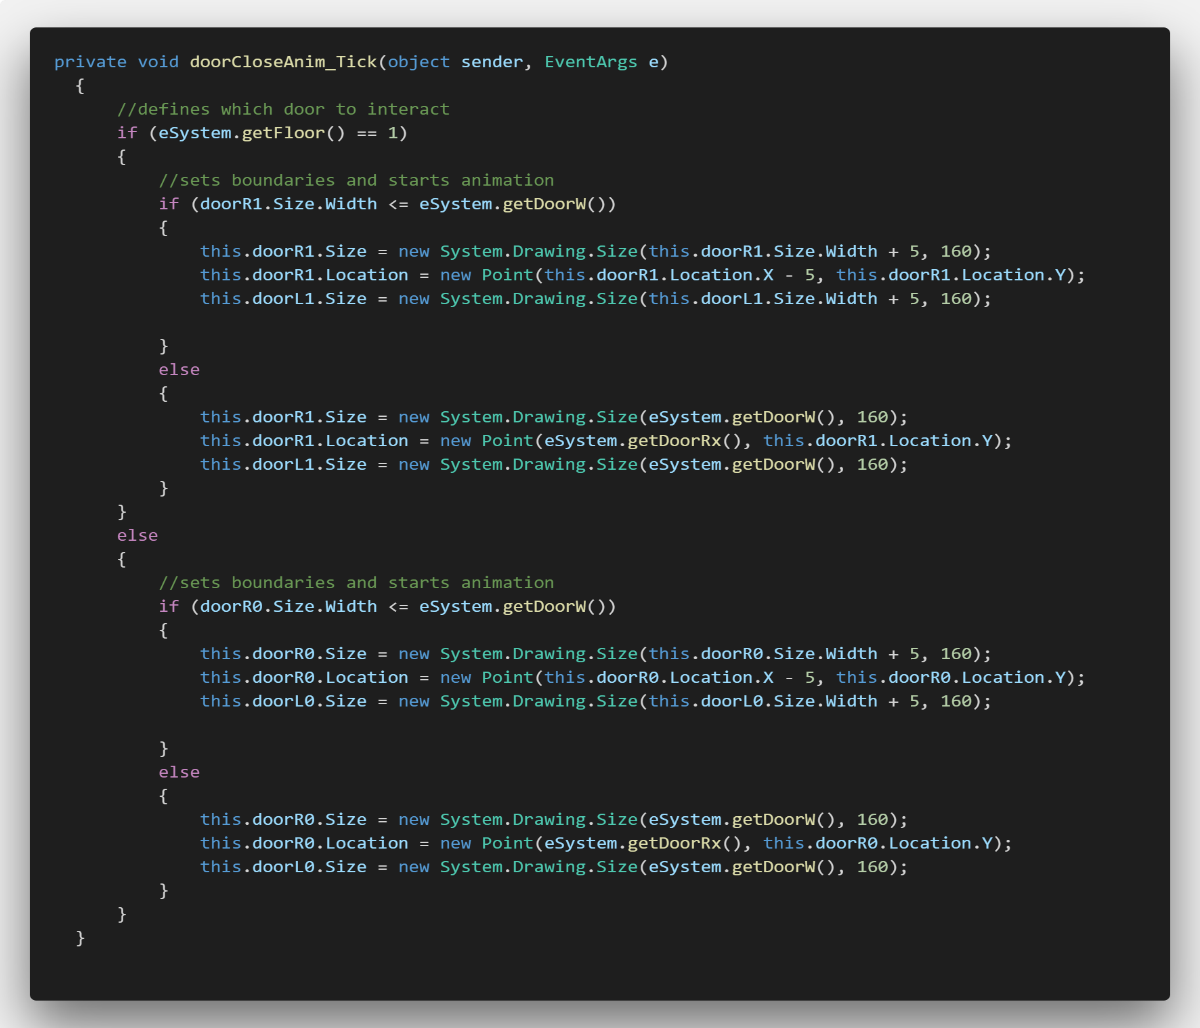 private void doorCloseAnim_Tick(object sender, EventArgs e)
{
//defines which door to interact
if (eSystem.getFloor() == 1)
{
//sets boundaries and starts animation
if (doorR1.Size.Width <= eSystem.getDoorW())
{
this.doorR1.Size = new System.Drawing.Size(this.doorR1.Size.Width + 5, 160);
this.doorR1.Location = new Point(this.doorR1.Location.X - 5, this.doorR1.Location.Y);
this.doorL1.Size = new System.Drawing.Size(this.doorL1.Size.Width + 5, 160);
}
else
{
this.doorR1.Size = new System.Drawing.Size(eSystem.getDoorW(), 160);
this.doorR1.Location = new Point(eSystem.getDoorRx(), this.doorR1.Location.Y);
this.doorL1.Size = new System.Drawing.Size(eSystem.getDoorW(), 160);
}
}
else
{
//sets boundaries and starts animation
if (doorR0.Size.Width <= eSystem.getDoorW())
{
this.doorR0.Size = new System.Drawing.Size(this.doorR0.Size.Width + 5, 160);
this.doorR0.Location = new Point(this.doorR0.Location.X - 5, this.doorR0.Location.Y);
this.doorL0.Size = new System.Drawing.Size(this.doorL0.Size.Width + 5, 160);
}
else
{
this.doorR0.Size = new System.Drawing.Size(eSystem.getDoorW(), 160);
this.doorR0.Location = new Point(eSystem.getDoorRx(), this.doorR0.Location.Y);
this.doorL0.Size = new System.Drawing.Size(eSystem.getDoorW(), 160);
}
}
}